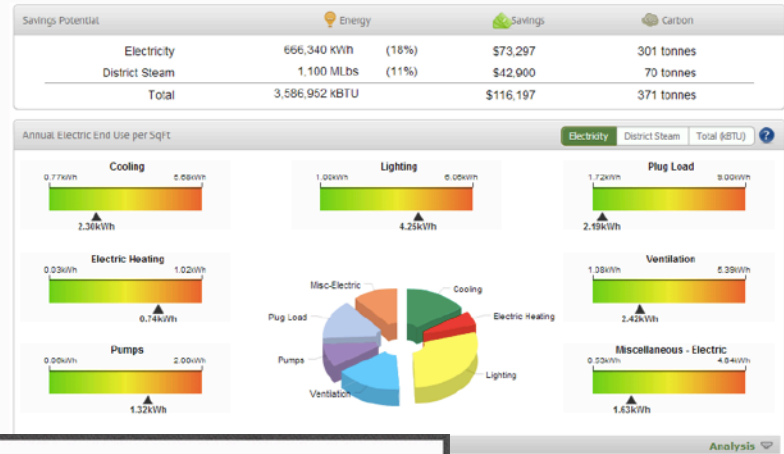 Savings Potential Energy Savings Carbon
Electricity 666,340 kWh (18%) $73,297 301 tonnes
District Steam 1,100 MLbs (11%) $42,900 70 tonnes
Total 3,586,952 kBTU $116,197 371 tonnes
Annual Electric End Use per SqFt Electricity District Steam Total (kBTU) ?
Cooling
0.77kWh 5.68kWh
2.30kWh
Lighting
1.00kWh 6.06kWh
4.25kWh
Plug Load
1.72kWh 9.00kWh
2.19kWh
Electric Heating
0.03kWh 1.02kWh
0.74kWh
Misc-Electric
Cooling
Plug Load
Electric Heating
Pumps
Lighting
Ventilation
Ventilation
1.08kWh 5.39kWh
2.42kWh
Pumps
0.06kWh 2.00kWh
1.32kWh
Miscellaneous - Electric
0.53kWh 4.84kWh
1.63kWh
Analysis